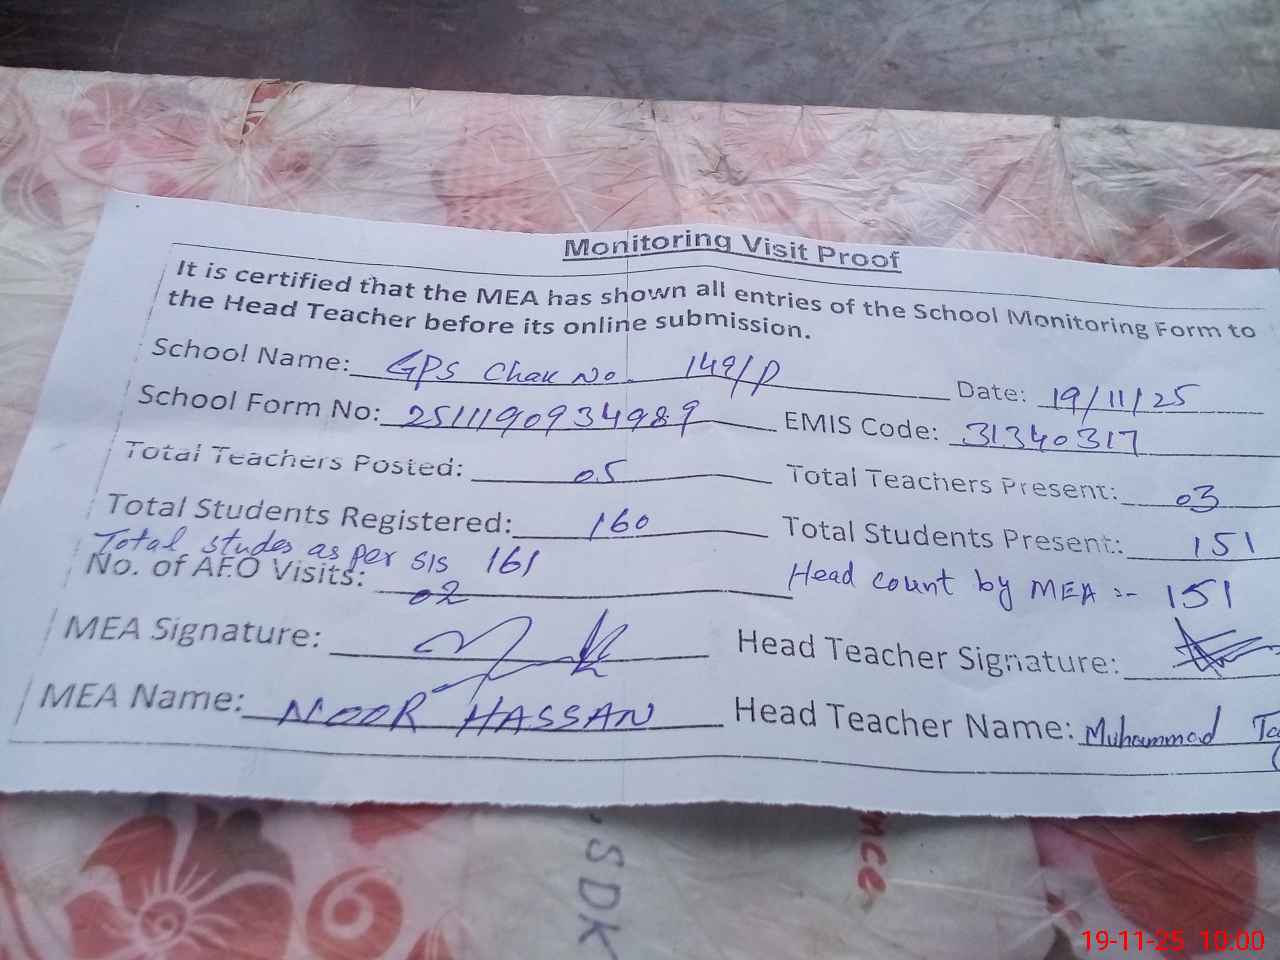 Monitoring Visit Proof
It is certified that the MEA has shown all entries of the School Monitoring Form to
the Head Teacher before its online submission.
School Name: GPS Chak No. 149/P Date: 19/11/25
School Form No: 2511190934989 EMIS Code: 31340317
Total Teachers Posted: 05 Total Teachers Present: 03
Total Students Registered: 160 Total Students Present: 151
Total studes as per SIS 161 Head count by MEA :- 151
No. of AEO Visits: 02
MEA Signature: Head Teacher Signature:
MEA Name: NOOR HASSAN Head Teacher Name: Muhammad
SDK
nce
19-11-25 10.00